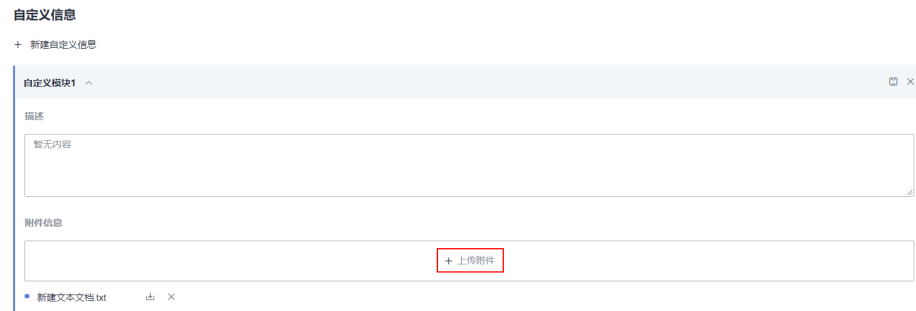 自定义信息
+ 新建自定义信息
自定义模块1
描述
暂无内容
附件信息
+ 上传附件
新建文本文档.txt